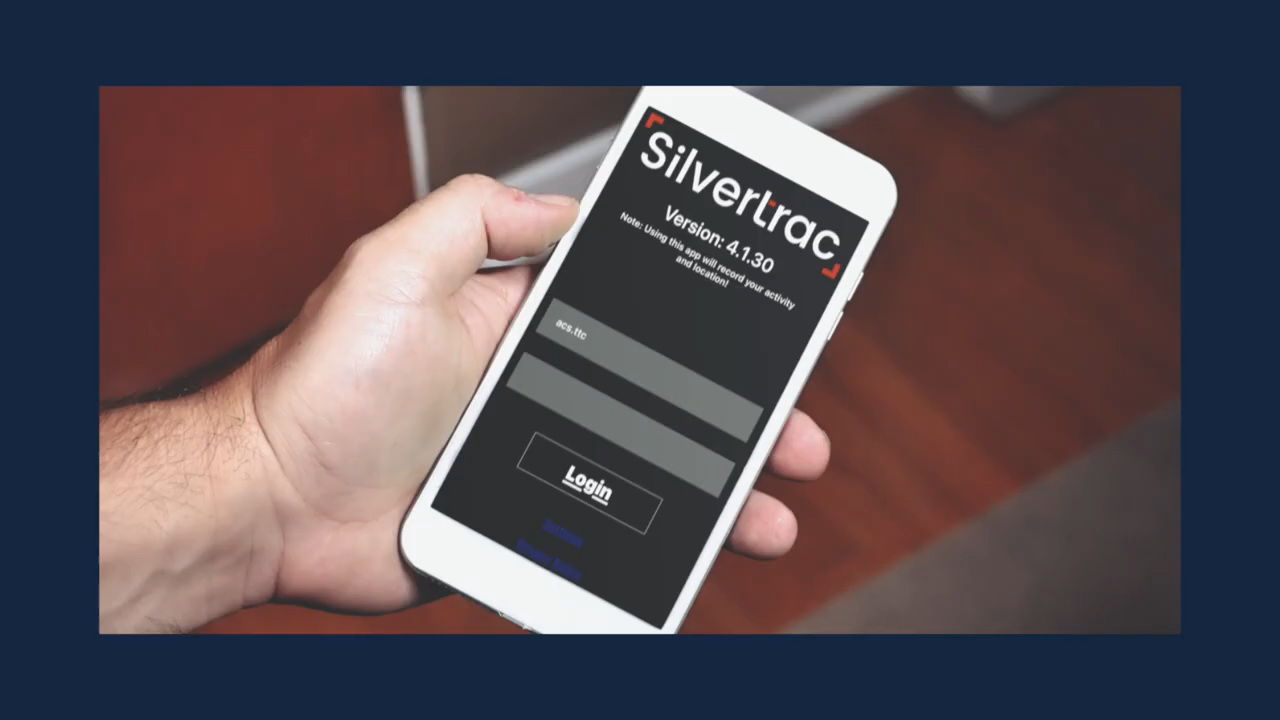 Silvertrac
Version: 4.1.30
Note: Using this app will record your activity
and location!
acs.ttc
Login